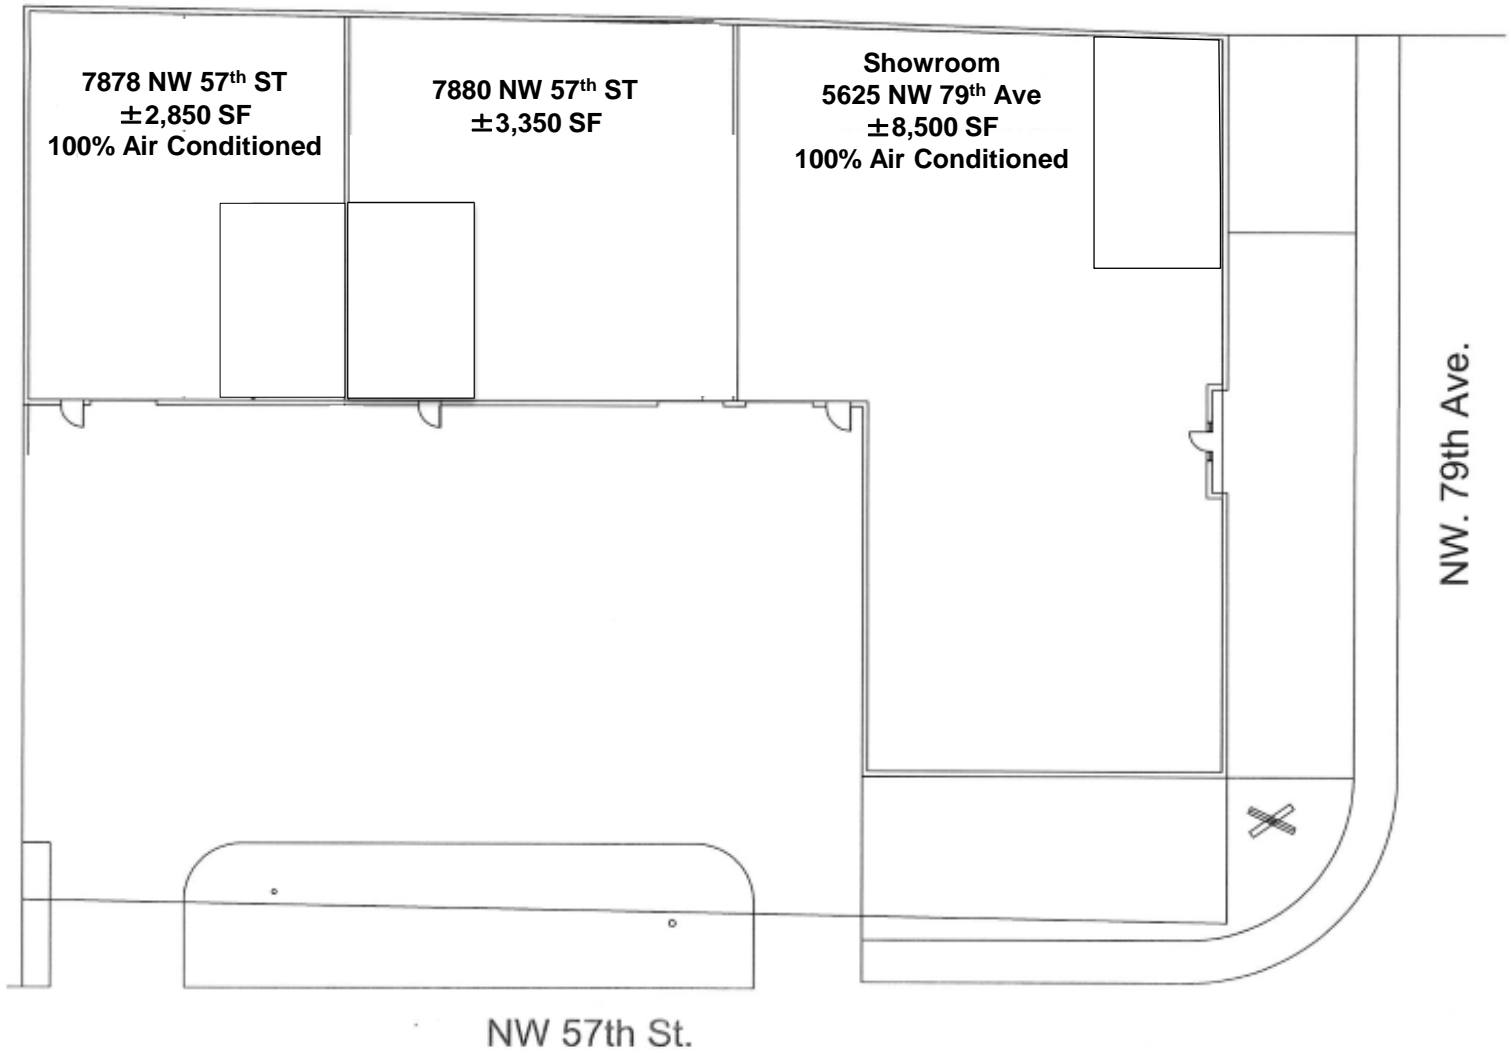 7878 NW 57th ST
±2,850 SF
100% Air Conditioned
7880 NW 57th ST
±3,350 SF
Showroom
5625 NW 79th Ave
±8,500 SF
100% Air Conditioned
NW. 79th Ave.
NW 57th St.